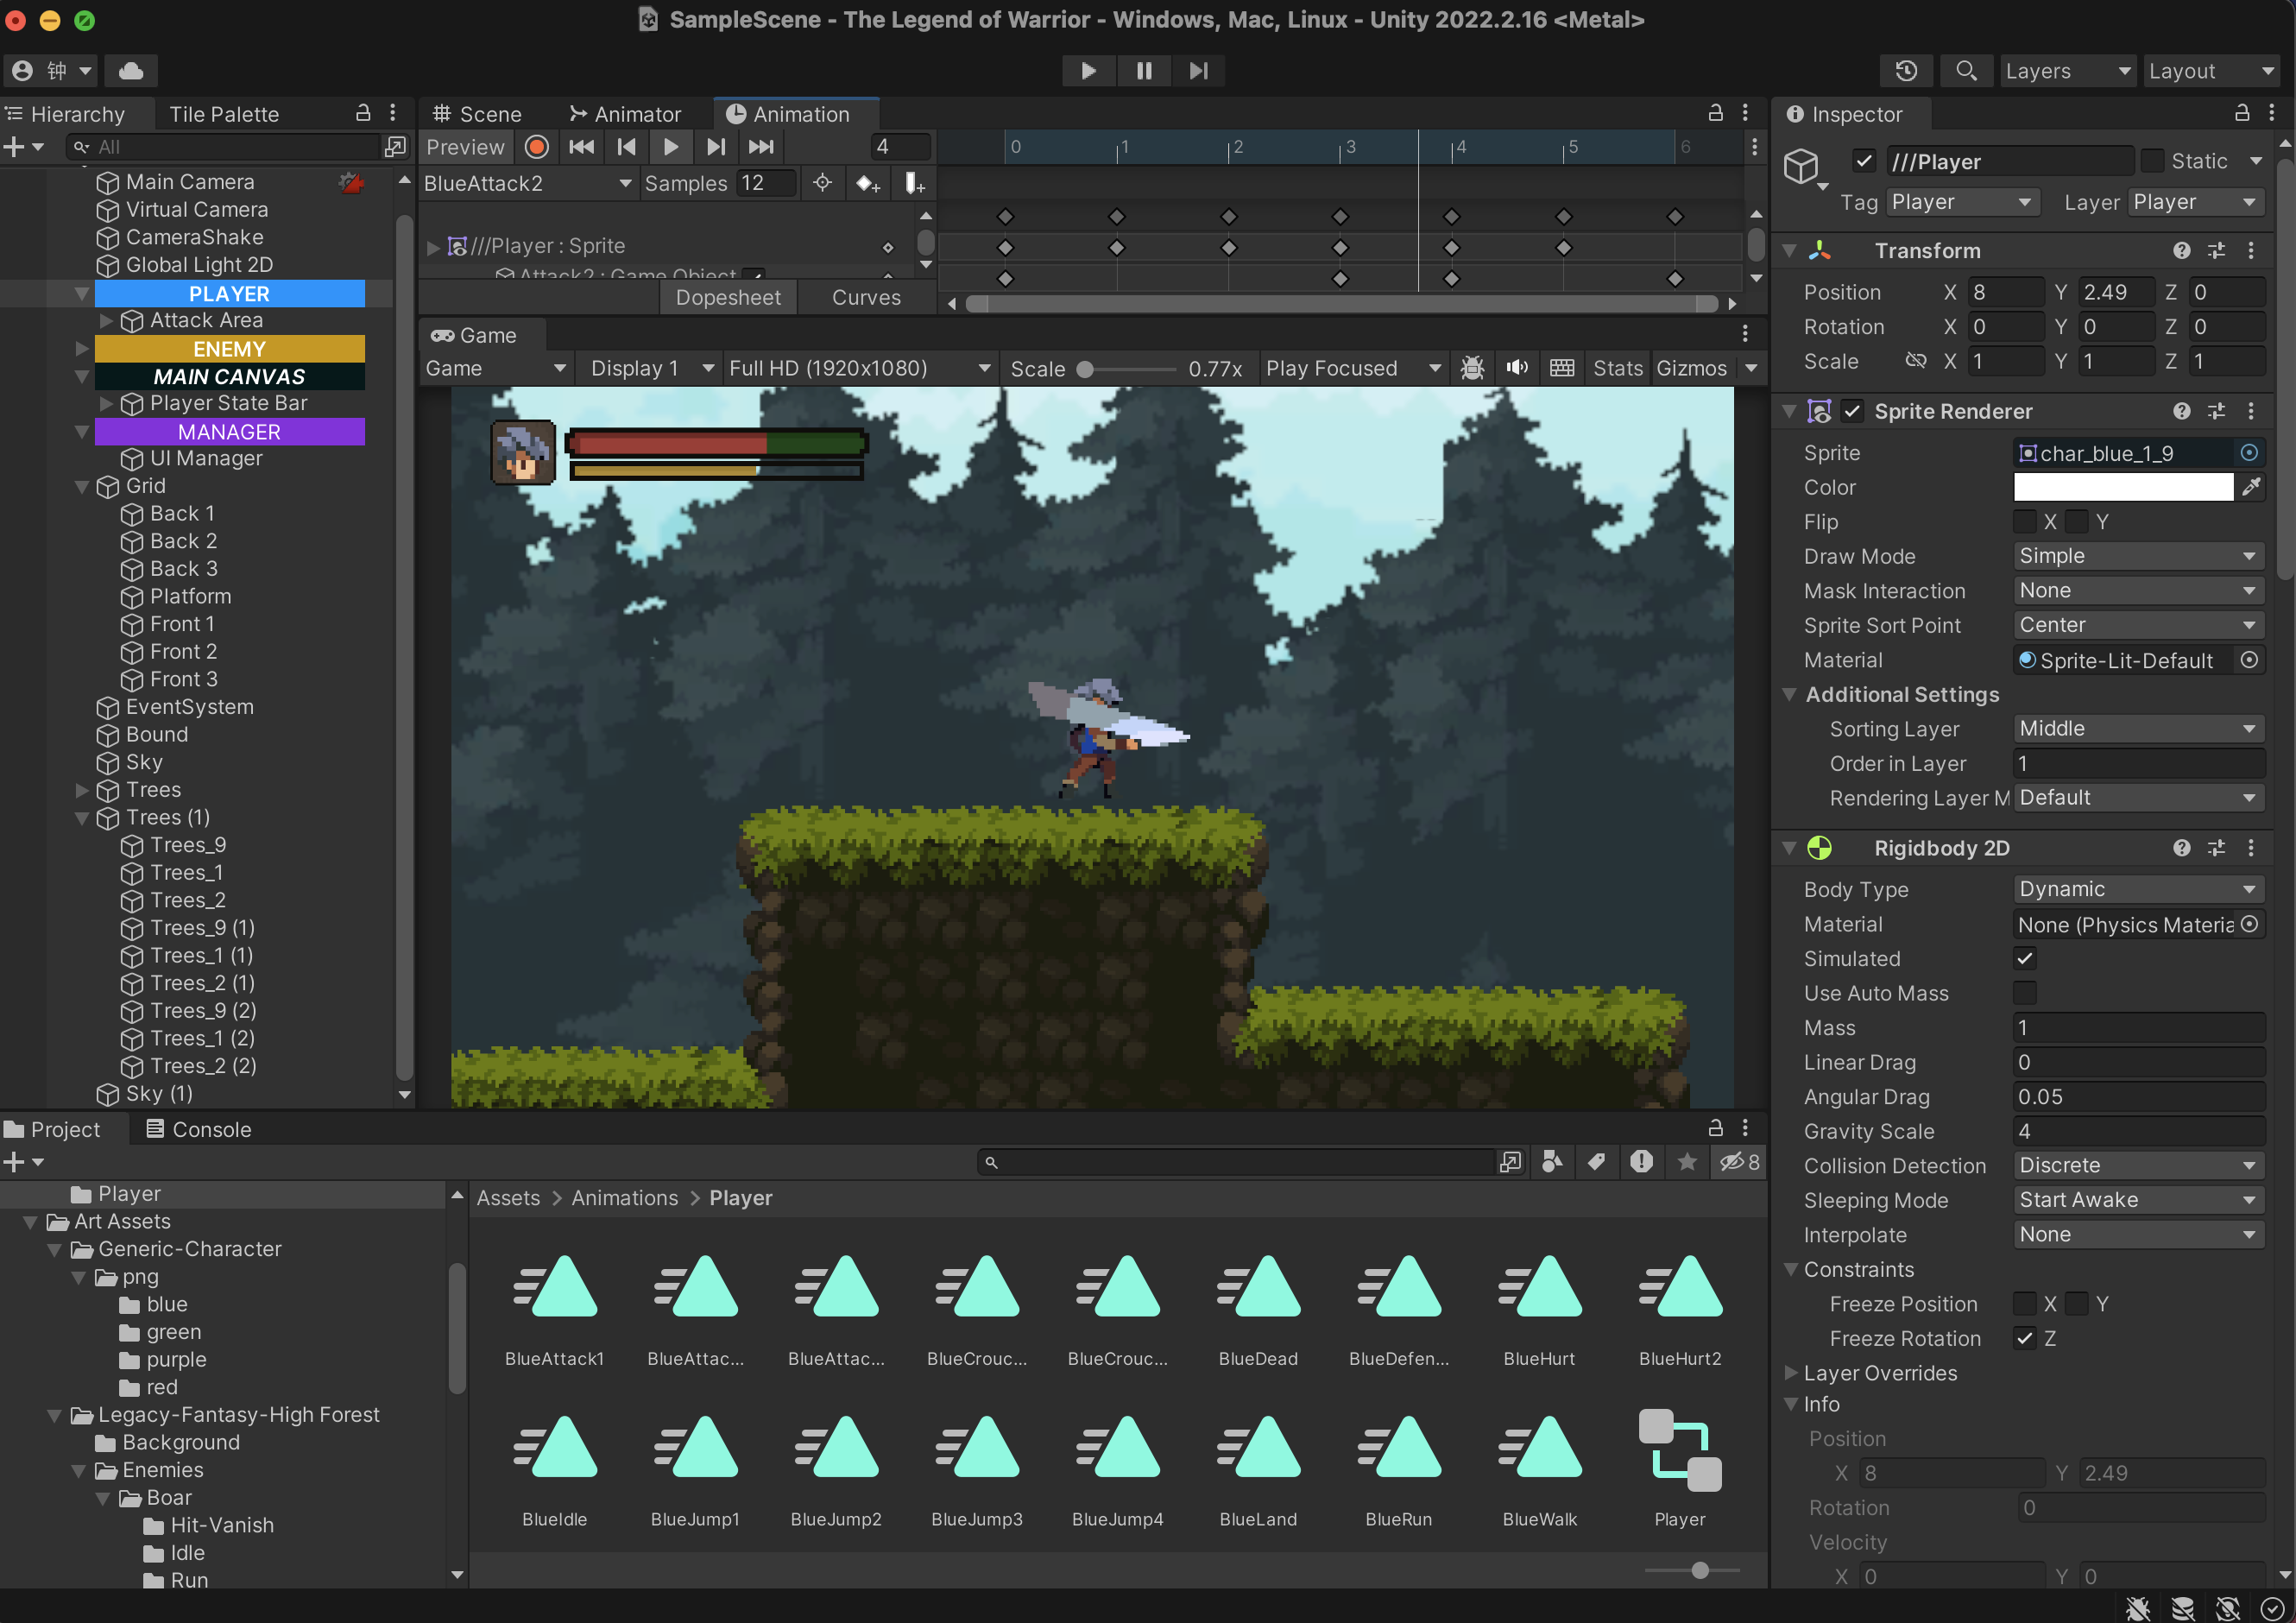 SampleScene - The Legend of Warrior - Windows, Mac, Linux - Unity 2022.2.16 <Metal>
钟
Layers
Layout
Hierarchy
Tile Palette
All
Main Camera
Virtual Camera
CameraShake
Global Light 2D
PLAYER
Attack Area
ENEMY
MAIN CANVAS
Player State Bar
MANAGER
UI Manager
Grid
Back 1
Back 2
Back 3
Platform
Front 1
Front 2
Front 3
EventSystem
Bound
Sky
Trees
Trees (1)
Trees_9
Trees_1
Trees_2
Trees_9 (1)
Trees_1 (1)
Trees_2 (1)
Trees_9 (2)
Trees_1 (2)
Trees_2 (2)
Sky (1)
Scene
Animator
Animation
Preview
4
0 1 2 3 4 5 6
BlueAttack2
Samples 12
///Player : Sprite
Attack2 : Game Object
Dopesheet
Curves
Game
Game
Display 1
Full HD (1920x1080)
Scale 0.77x
Play Focused
Stats
Gizmos
Inspector
///Player
Static
Tag Player
Layer Player
Transform
Position X 8 Y 2.49 Z 0
Rotation X 0 Y 0 Z 0
Scale X 1 Y 1 Z 1
Sprite Renderer
Sprite char_blue_1_9
Color
Flip X Y
Draw Mode Simple
Mask Interaction None
Sprite Sort Point Center
Material Sprite-Lit-Default
Additional Settings
Sorting Layer Middle
Order in Layer 1
Rendering Layer M Default
Rigidbody 2D
Body Type Dynamic
Material None (Physics Materia
Simulated
Use Auto Mass
Mass 1
Linear Drag 0
Angular Drag 0.05
Gravity Scale 4
Collision Detection Discrete
Sleeping Mode Start Awake
Interpolate None
Constraints
Freeze Position X Y
Freeze Rotation Z
Layer Overrides
Info
Position
X 8 Y 2.49
Rotation 0
Velocity
X 0 Y 0
Project
Console
8
Player
Art Assets
Generic-Character
png
blue
green
purple
red
Legacy-Fantasy-High Forest
Background
Enemies
Boar
Hit-Vanish
Idle
Run
Assets > Animations > Player
BlueAttack1 BlueAttac... BlueAttac... BlueCrouc... BlueCrouc... BlueDead BlueDefen... BlueHurt BlueHurt2
BlueIdle BlueJump1 BlueJump2 BlueJump3 BlueJump4 BlueLand BlueRun BlueWalk Player